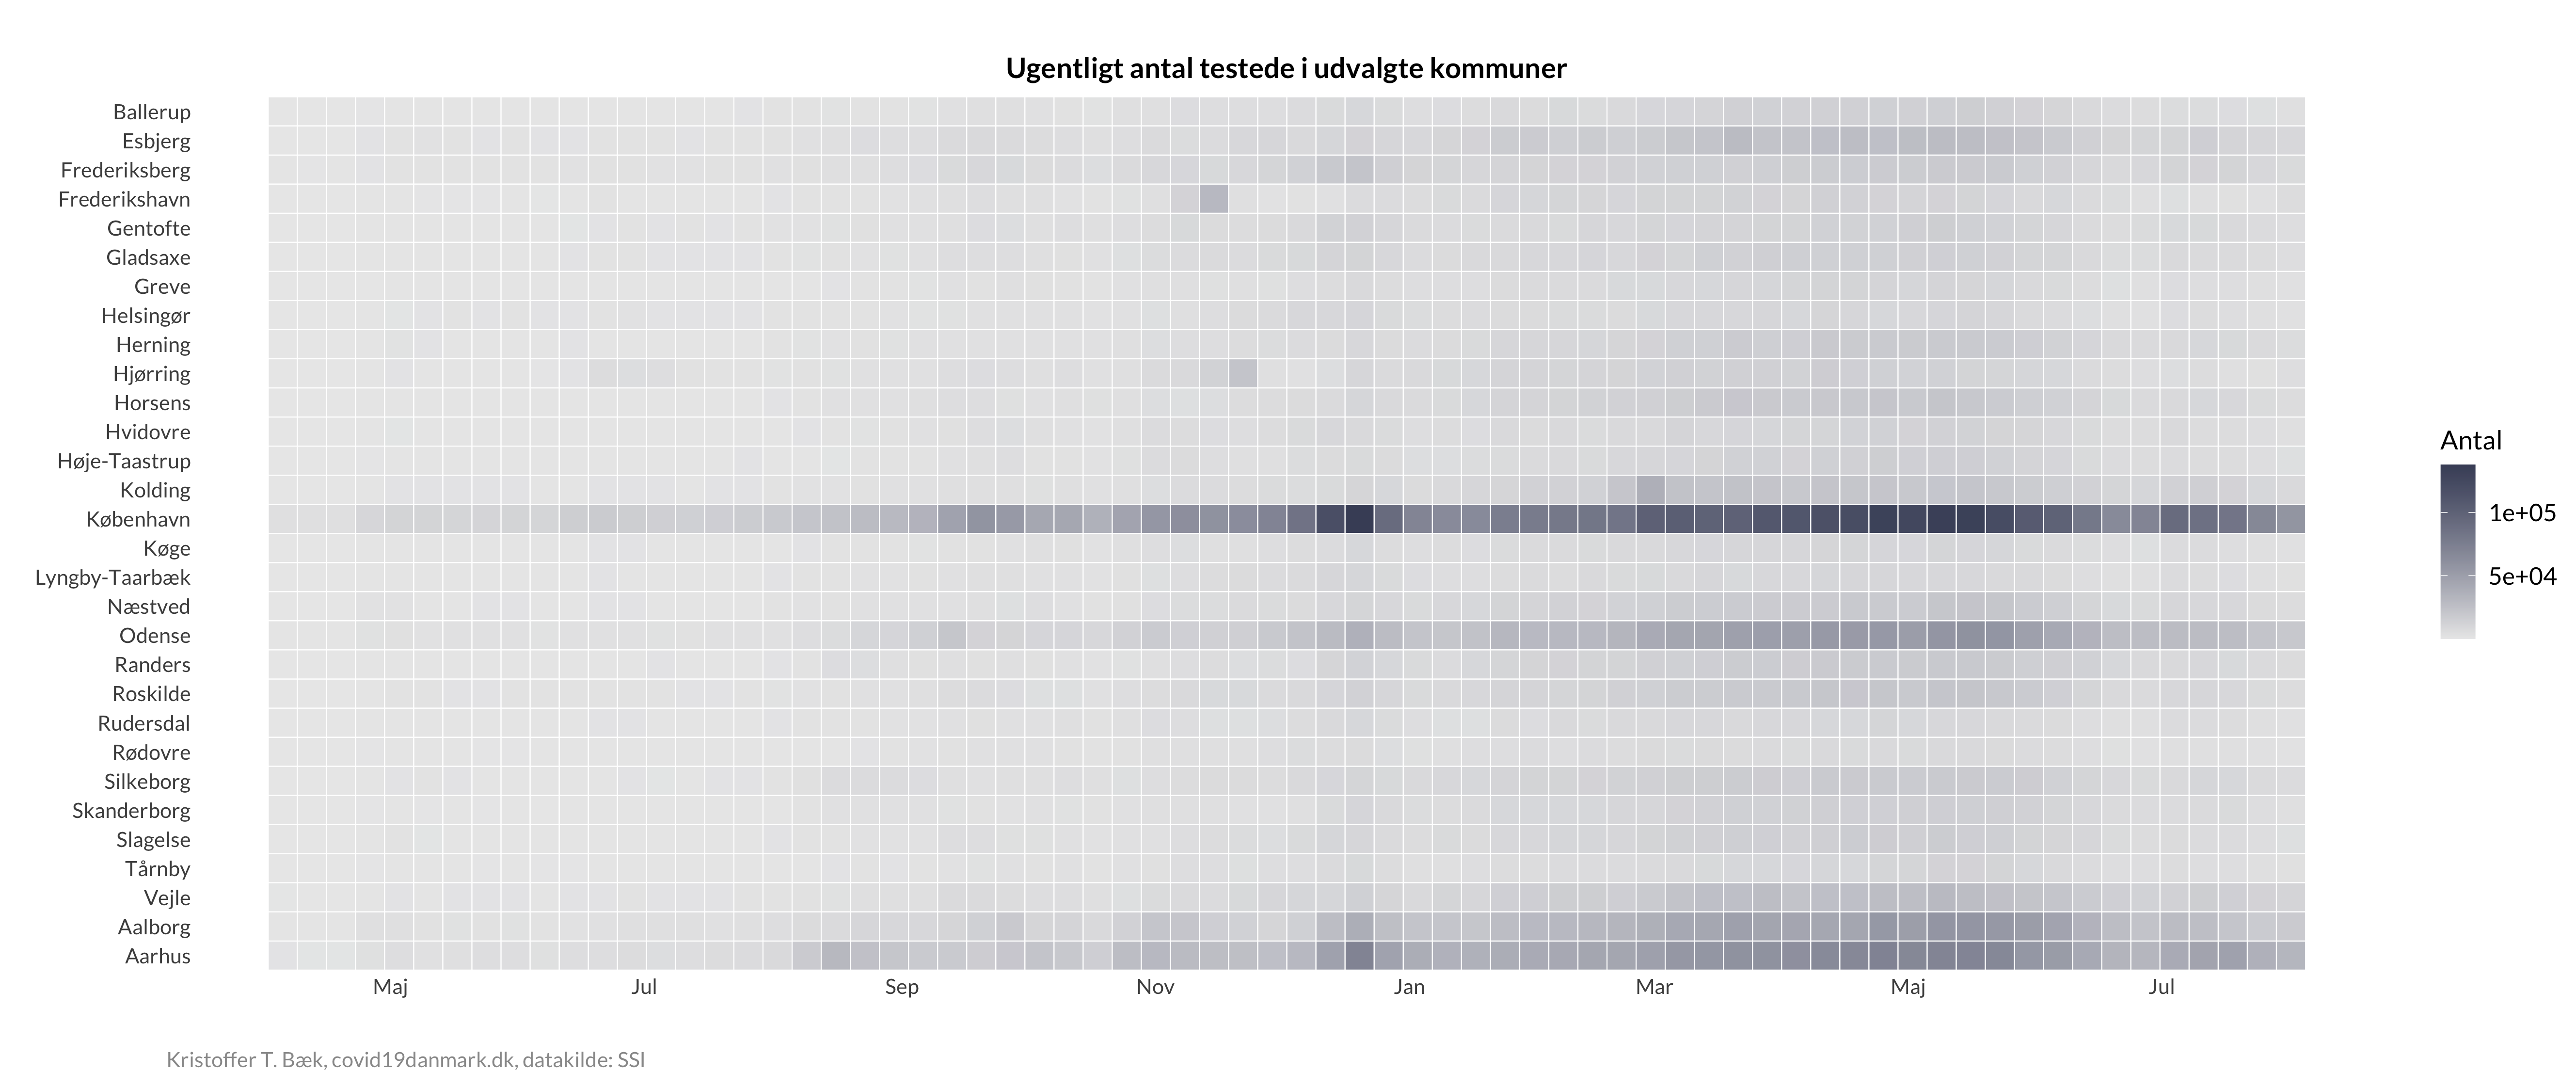 Ugentligt antal testede i udvalgte kommuner
Ballerup
Esbjerg
Frederiksberg
Frederikshavn
Gentofte
Gladsaxe
Greve
Helsingør
Herning
Hjørring
Horsens
Hvidovre
Høje-Taastrup
Kolding
København
Køge
Lyngby-Taarbæk
Næstved
Odense
Randers
Roskilde
Rudersdal
Rødovre
Silkeborg
Skanderborg
Slagelse
Tårnby
Vejle
Aalborg
Aarhus
Maj Jul Sep Nov Jan Mar Maj Jul
Antal
1e+05
5e+04
Kristoffer T. Bæk, covid19danmark.dk, datakilde: SSI